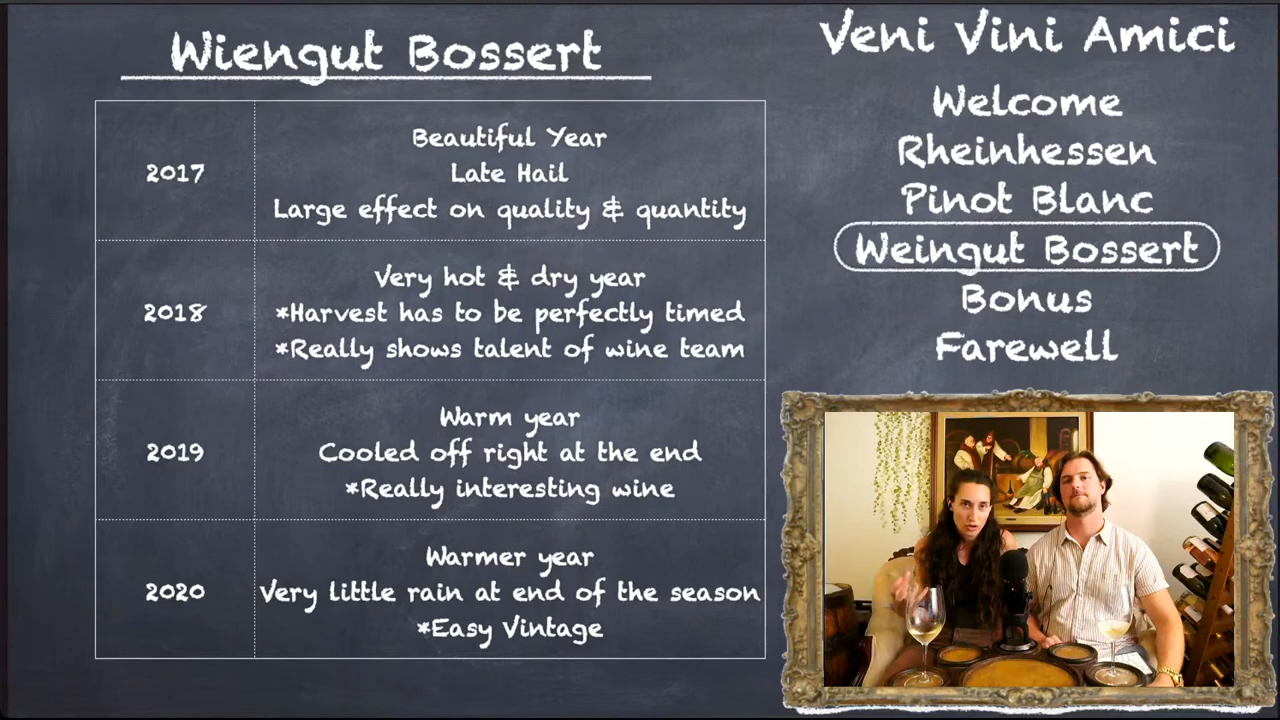 Wiengut Bossert
2017
Beautiful Year
Late Hail
Large effect on quality & quantity
2018
Very hot & dry year
*Harvest has to be perfectly timed
*Really shows talent of wine team
2019
Warm year
Cooled off right at the end
*Really interesting wine
2020
Warmer year
Very little rain at end of the season
*Easy Vintage
Veni Vini Amici
Welcome
Rheinhessen
Pinot Blanc
Weingut Bossert
Bonus
Farewell